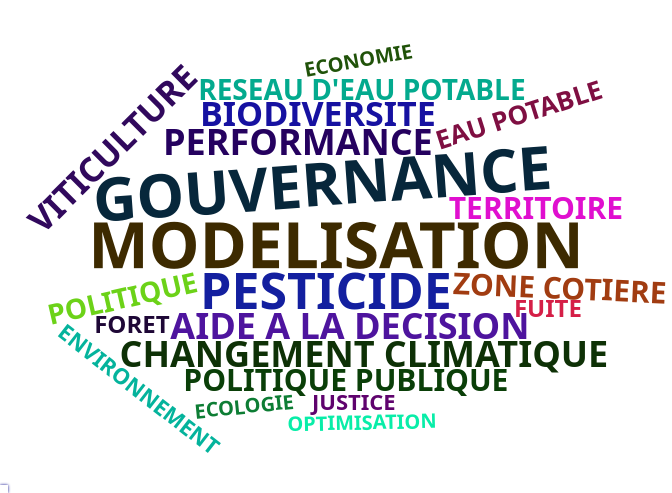 ECONOMIE
RESEAU D'EAU POTABLE
VITICULTURE
BIODIVERSITE
EAU POTABLE
PERFORMANCE
GOUVERNANCE
TERRITOIRE
MODELISATION
POLITIQUE
PESTICIDE
ZONE COTIERE
FUITE
FORET
AIDE A LA DECISION
ENVIRONNEMENT
CHANGEMENT CLIMATIQUE
POLITIQUE PUBLIQUE
ECOLOGIE
JUSTICE
OPTIMISATION